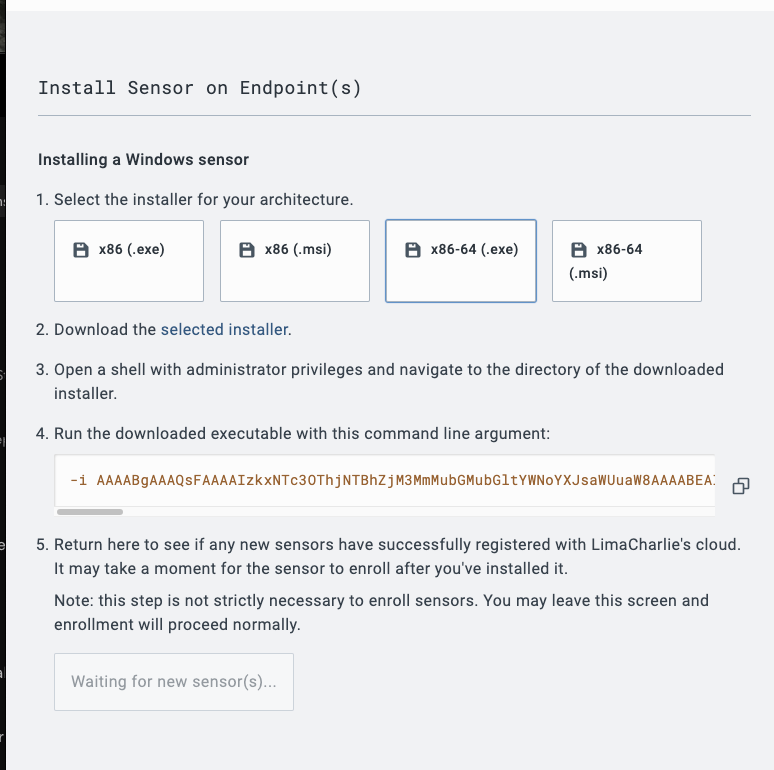 Install Sensor on Endpoint(s)
Installing a Windows sensor
1. Select the installer for your architecture.
x86 (.exe)
x86 (.msi)
x86-64 (.exe)
x86-64
(.msi)
2. Download the selected installer.
3. Open a shell with administrator privileges and navigate to the directory of the downloaded
installer.
4. Run the downloaded executable with this command line argument:
-i AAAABgAAAQsFAAAAIzkxNTc3OThjNTBhZjM3MmMubGMubGltYWNoYXJsaWUuaW8AAAABEAI
5. Return here to see if any new sensors have successfully registered with LimaCharlie's cloud.
It may take a moment for the sensor to enroll after you've installed it.
Note: this step is not strictly necessary to enroll sensors. You may leave this screen and
enrollment will proceed normally.
Waiting for new sensor(s)...